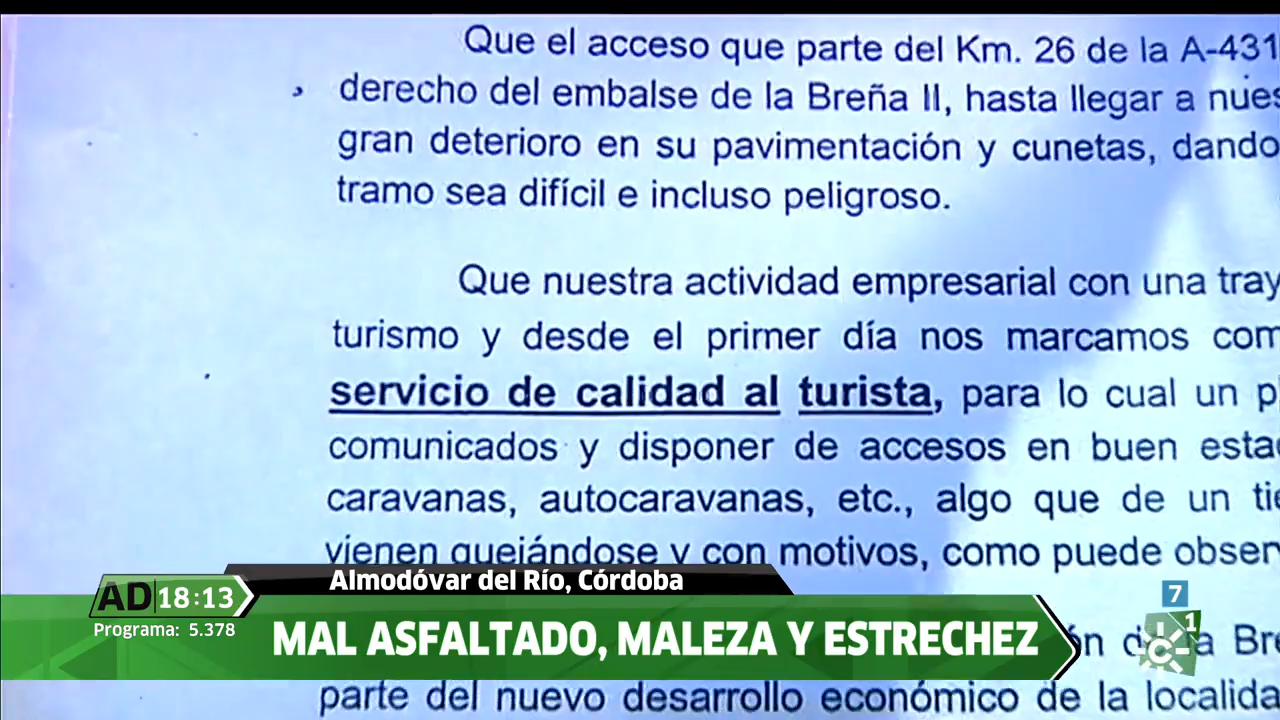 Que el acceso que parte del Km. 26 de la A-431
derecho del embalse de la Breña II, hasta llegar a nues
gran deterioro en su pavimentación y cunetas, dando
tramo sea difícil e incluso peligroso.
Que nuestra actividad empresarial con una tray
turismo y desde el primer día nos marcamos com
servicio de calidad al turista, para lo cual un p
comunicados y disponer de accesos en buen esta
caravanas, autocaravanas, etc., algo que de un tie
vienen quejándose y con motivos, como puede obser
Almodóvar del Río, Córdoba
AD 18:13
Programa: 5.378
MAL ASFALTADO, MALEZA Y ESTRECHEZ
7
1
Bre
parte del nuevo desarrollo económico de la localida